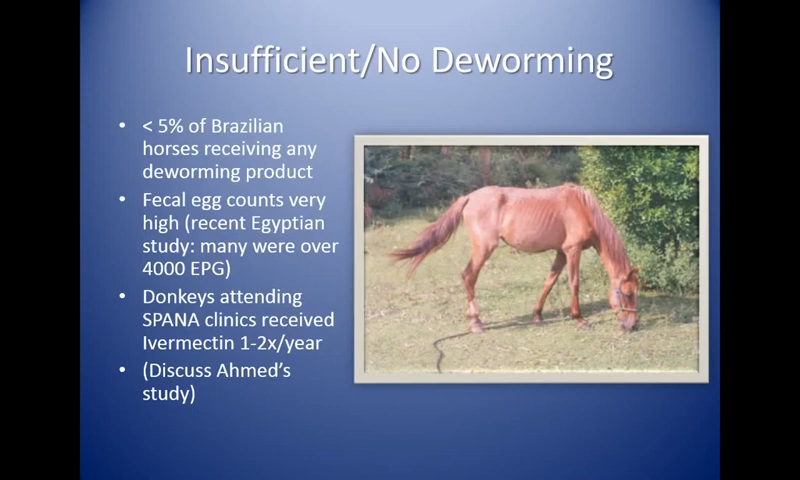 Insufficient/No Deworming
• < 5% of Brazilian
horses receiving any
deworming product
• Fecal egg counts very
high (recent Egyptian
study: many were over
4000 EPG)
• Donkeys attending
SPANA clinics received
Ivermectin 1-2x/year
• (Discuss Ahmed’s
study)